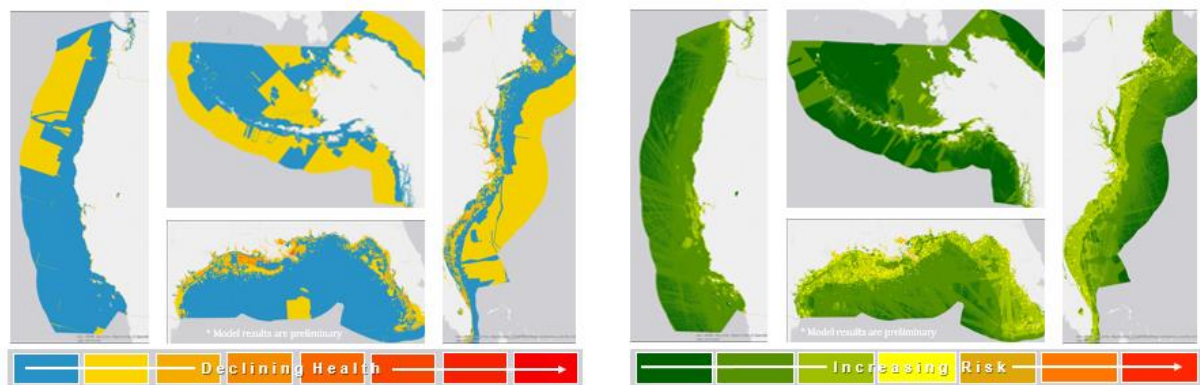 * Model results are preliminary
* Model results are preliminary
Declining Health
Increasing Risk